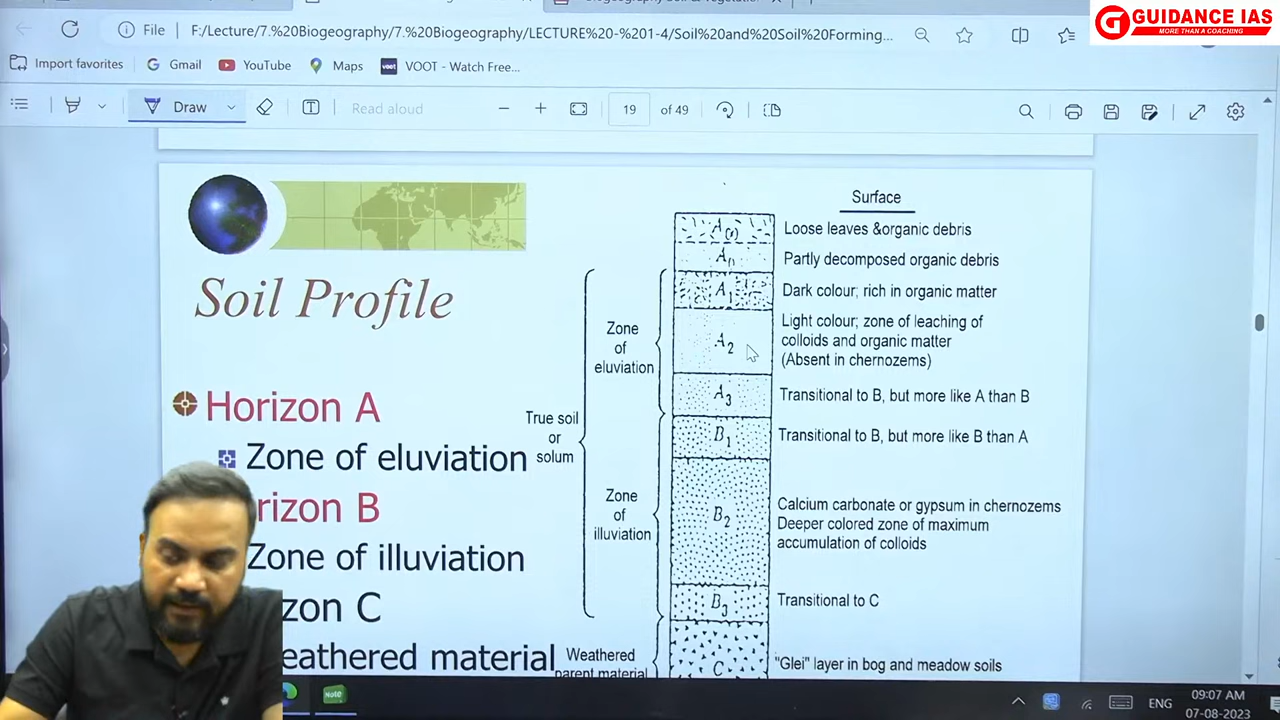 GUIDANCE IAS
MORE THAN A COACHING
File
F:/Lecture/7.%20Biogeography/7.%20Biogeography/LECTURE%20-%201-4/Soil%20and%20Soil%20Forming...
Import favorites
Gmail
YouTube
Maps
VOOT - Watch Free...
Draw
Read aloud
19 of 49
Surface
Soil Profile
Horizon A
Zone of eluviation
rizon B
Zone of illuviation
zon C
eathered material
True soil
or
solum
Zone
of
eluviation
Zone
of
illuviation
Weathered
parent material
Loose leaves &organic debris
Partly decomposed organic debris
A1
Dark colour; rich in organic matter
A2
Light colour; zone of leaching of
colloids and organic matter
(Absent in chernozems)
A3
Transitional to B, but more like A than B
B1
Transitional to B, but more like B than A
B2
Calcium carbonate or gypsum in chernozems
Deeper colored zone of maximum
accumulation of colloids
B3
Transitional to C
C
"Glei" layer in bog and meadow soils
Note
ENG
09:07 AM
07-08-2023